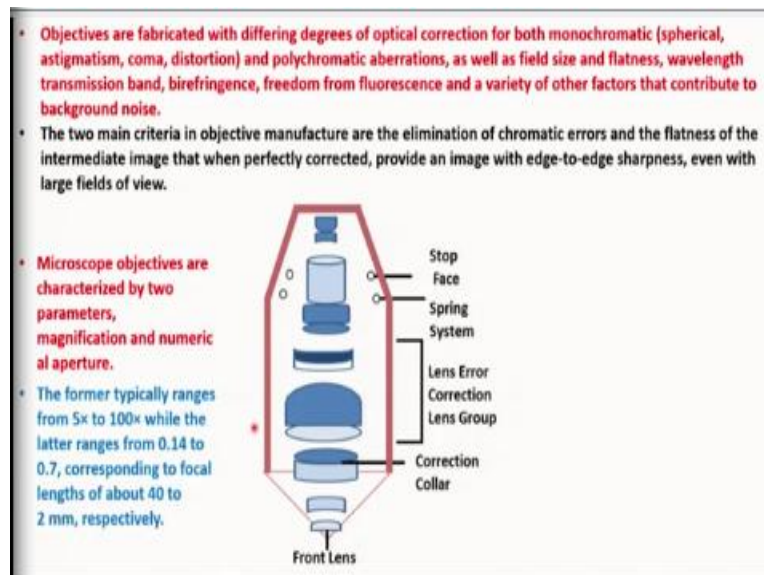 • Objectives are fabricated with differing degrees of optical correction for both monochromatic (spherical,
astigmatism, coma, distortion) and polychromatic aberrations, as well as field size and flatness, wavelength
transmission band, birefringence, freedom from fluorescence and a variety of other factors that contribute to
background noise.
• The two main criteria in objective manufacture are the elimination of chromatic errors and the flatness of the
intermediate image that when perfectly corrected, provide an image with edge-to-edge sharpness, even with
large fields of view.
• Microscope objectives are
characterized by two
parameters,
magnification and numeric
al aperture.
• The former typically ranges
from 5× to 100× while the
latter ranges from 0.14 to
0.7, corresponding to focal
lengths of about 40 to
2 mm, respectively.
Stop
Face
Spring
System
Lens Error
Correction
Lens Group
Correction
Collar
Front Lens